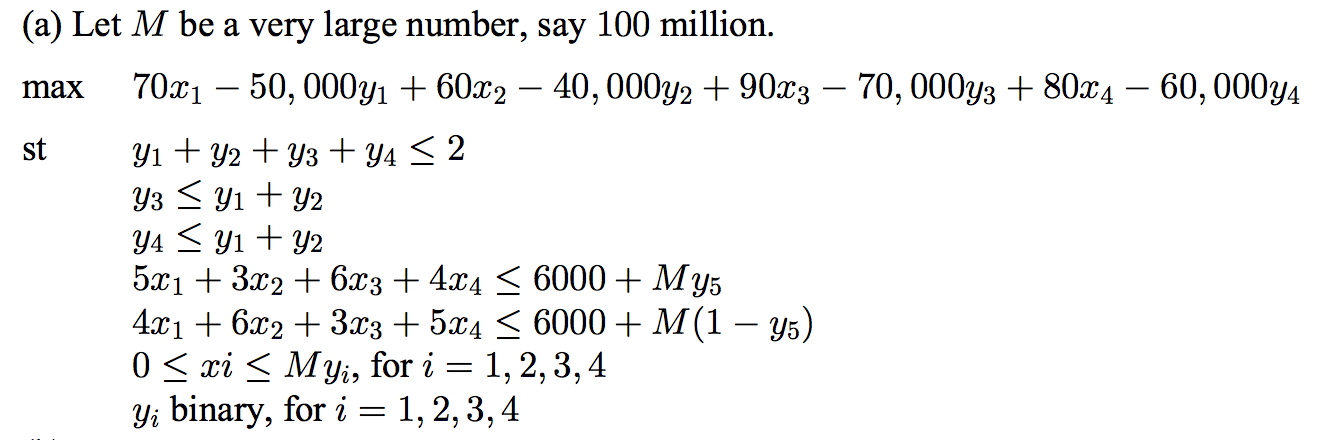 (a) Let M be a very large number, say 100 million.
max 70x₁ − 50,000y₁ + 60x₂ − 40,000y₂ + 90x₃ − 70,000y₃ + 80x₄ − 60,000y₄
st y₁ + y₂ + y₃ + y₄ ≤ 2
y₃ ≤ y₁ + y₂
y₄ ≤ y₁ + y₂
5x₁ + 3x₂ + 6x₃ + 4x₄ ≤ 6000 + My₅
4x₁ + 6x₂ + 3x₃ + 5x₄ ≤ 6000 + M(1 − y₅)
0 ≤ xi ≤ Myᵢ, for i = 1, 2, 3, 4
yᵢ binary, for i = 1, 2, 3, 4